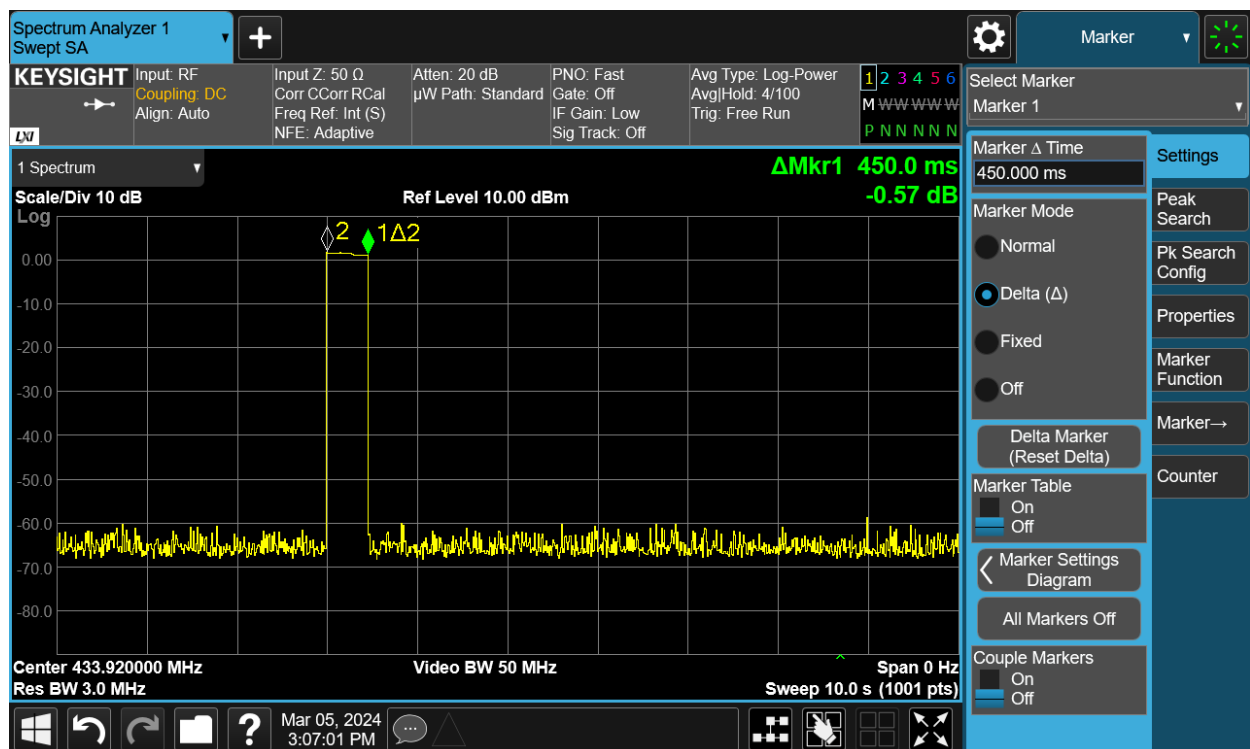 Spectrum Analyzer 1
Swept SA
Marker
KEYSIGHT
LXI
Input: RF
Coupling: DC
Align: Auto
Input Z: 50 Ω
Corr CCorr RCal
Freq Ref: Int (S)
NFE: Adaptive
Atten: 20 dB
µW Path: Standard
PNO: Fast
Gate: Off
IF Gain: Low
Sig Track: Off
Avg Type: Log-Power
Avg|Hold: 4/100
Trig: Free Run
1 2 3 4 5 6
M W W W W W
P N N N N N
Select Marker
Marker 1
1 Spectrum
ΔMkr1 450.0 ms
-0.57 dB
Scale/Div 10 dB
Ref Level 10.00 dBm
Log
2
1Δ2
0.00
-10.0
-20.0
-30.0
-40.0
-50.0
-60.0
-70.0
-80.0
Center 433.920000 MHz
Video BW 50 MHz
Span 0 Hz
Res BW 3.0 MHz
Sweep 10.0 s (1001 pts)
Marker Δ Time
450.000 ms
Marker Mode
Normal
Delta (Δ)
Fixed
Off
Delta Marker
(Reset Delta)
Marker Table
On
Off
Marker Settings
Diagram
All Markers Off
Couple Markers
On
Off
Settings
Peak
Search
Pk Search
Config
Properties
Marker
Function
Marker→
Counter
?
Mar 05, 2024
3:07:01 PM